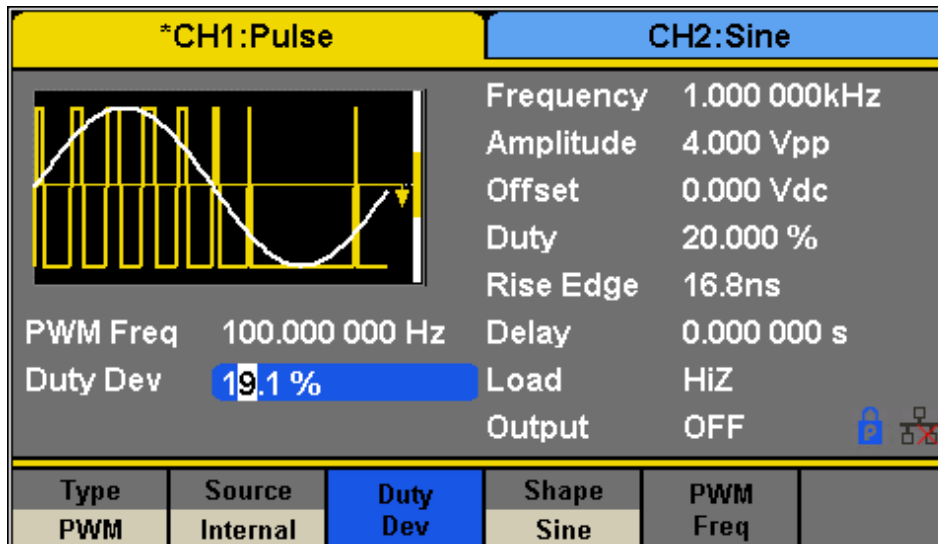 *CH1:Pulse
CH2:Sine
Frequency 1.000 000kHz
Amplitude 4.000 Vpp
Offset 0.000 Vdc
Duty 20.000 %
Rise Edge 16.8ns
PWM Freq 100.000 000 Hz
Delay 0.000 000 s
Duty Dev 19.1 %
Load HiZ
Output OFF
P
Type
PWM
Source
Internal
Duty
Dev
Shape
Sine
PWM
Freq